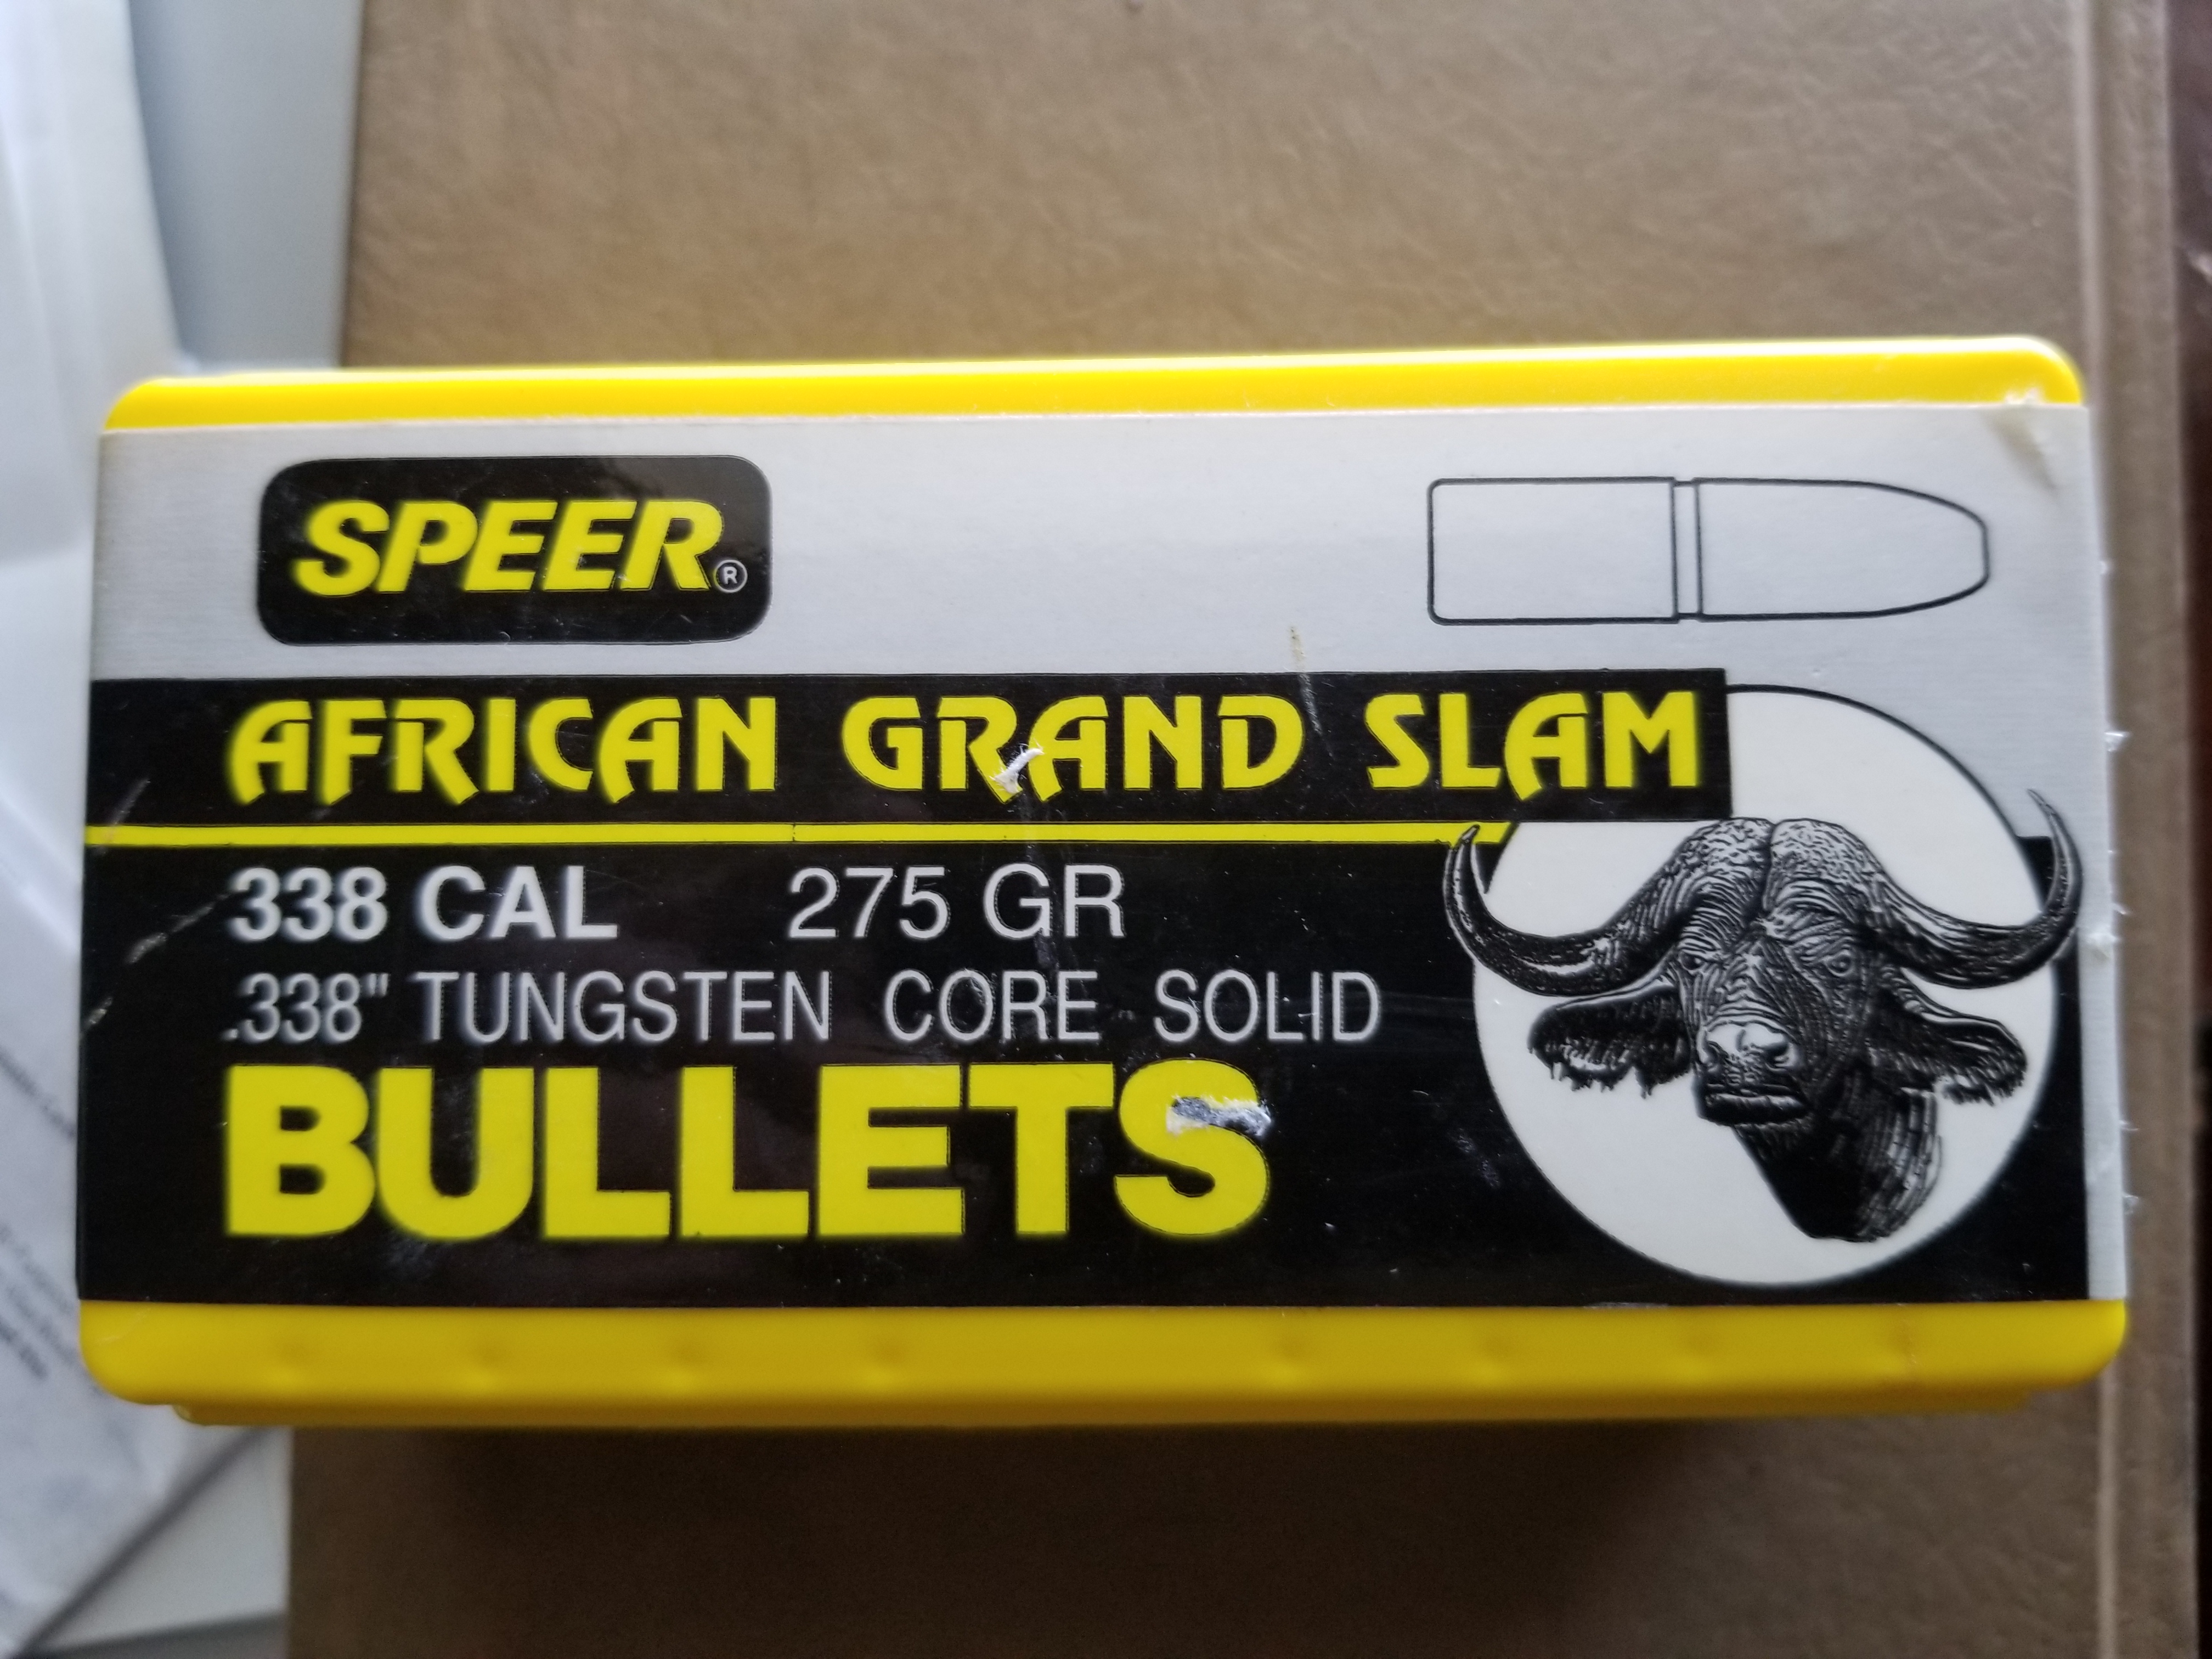 SPEER®
AFRICAN GRAND SLAM
338 CAL 275 GR
.338" TUNGSTEN CORE SOLID
BULLETS